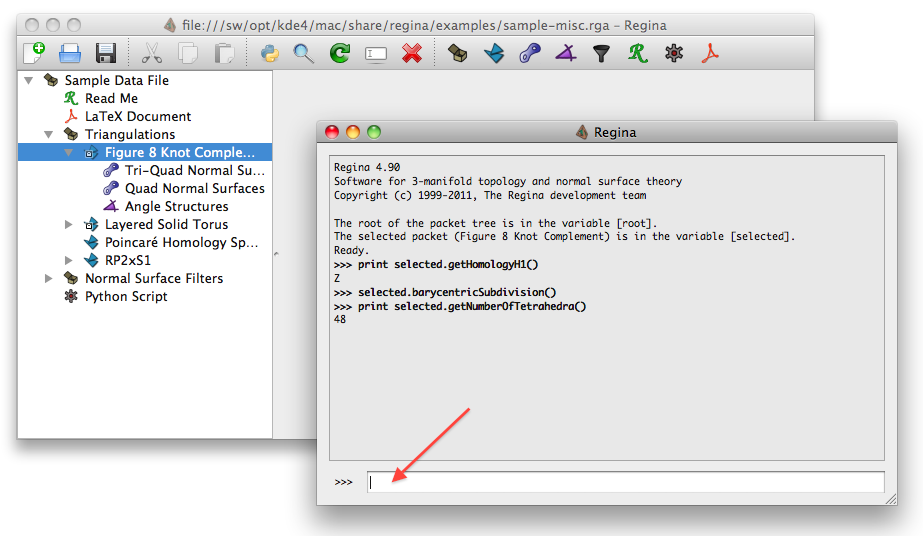 file:///sw/opt/kde4/mac/share/regina/examples/sample-misc.rga – Regina
Sample Data File
Read Me
LaTeX Document
Triangulations
Figure 8 Knot Comple...
Tri-Quad Normal Su...
Quad Normal Surfaces
Angle Structures
Layered Solid Torus
Poincaré Homology Sp...
RP2xS1
Normal Surface Filters
Python Script
Regina
Regina 4.90
Software for 3-manifold topology and normal surface theory
Copyright (c) 1999-2011, The Regina development team
The root of the packet tree is in the variable [root].
The selected packet (Figure 8 Knot Complement) is in the variable [selected].
Ready.
>>> print selected.getHomologyH1()
Z
>>> selected.barycentricSubdivision()
>>> print selected.getNumberOfTetrahedra()
48
>>>